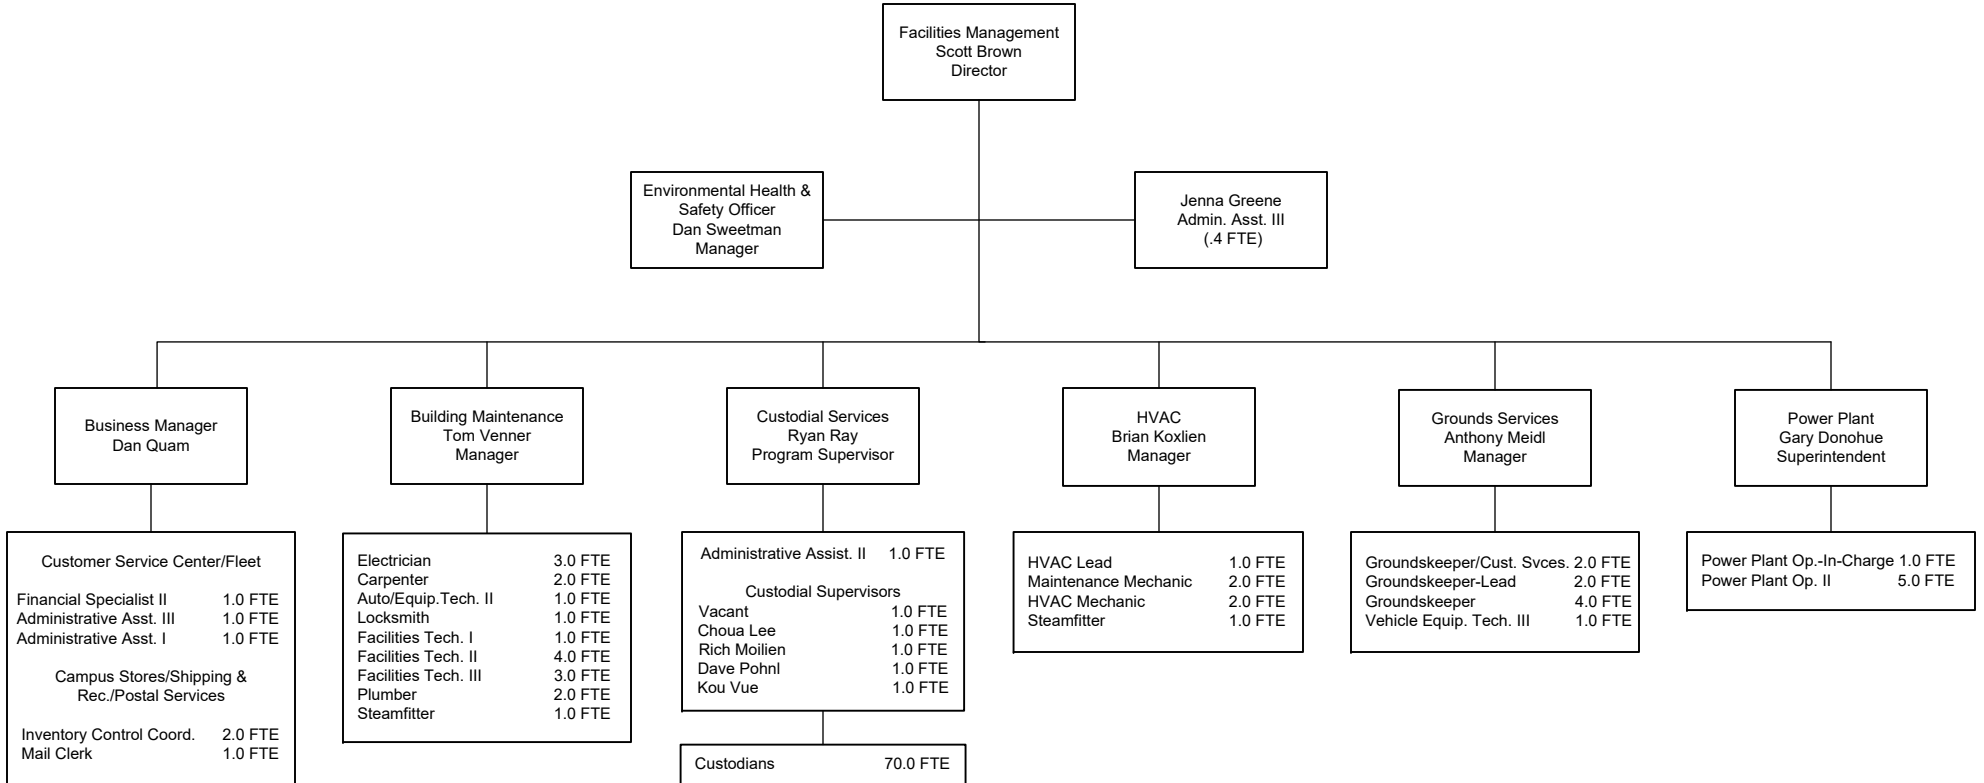 Facilities Management
Scott Brown
Director
Environmental Health &
Safety Officer
Dan Sweetman
Manager
Jenna Greene
Admin. Asst. III
(.4 FTE)
Business Manager
Dan Quam
Building Maintenance
Tom Venner
Manager
Custodial Services
Ryan Ray
Program Supervisor
HVAC
Brian Koxlien
Manager
Grounds Services
Anthony Meidl
Manager
Power Plant
Gary Donohue
Superintendent
Customer Service Center/Fleet
Financial Specialist II 1.0 FTE
Administrative Asst. III 1.0 FTE
Administrative Asst. I 1.0 FTE
Campus Stores/Shipping &
Rec./Postal Services
Inventory Control Coord. 2.0 FTE
Mail Clerk 1.0 FTE
Electrician 3.0 FTE
Carpenter 2.0 FTE
Auto/Equip.Tech. II 1.0 FTE
Locksmith 1.0 FTE
Facilities Tech. I 1.0 FTE
Facilities Tech. II 4.0 FTE
Facilities Tech. III 3.0 FTE
Plumber 2.0 FTE
Steamfitter 1.0 FTE
Administrative Assist. II 1.0 FTE
Custodial Supervisors
Vacant 1.0 FTE
Choua Lee 1.0 FTE
Rich Moilien 1.0 FTE
Dave Pohnl 1.0 FTE
Kou Vue 1.0 FTE
Custodians 70.0 FTE
HVAC Lead 1.0 FTE
Maintenance Mechanic 2.0 FTE
HVAC Mechanic 2.0 FTE
Steamfitter 1.0 FTE
Groundskeeper/Cust. Svces. 2.0 FTE
Groundskeeper-Lead 2.0 FTE
Groundskeeper 4.0 FTE
Vehicle Equip. Tech. III 1.0 FTE
Power Plant Op.-In-Charge 1.0 FTE
Power Plant Op. II 5.0 FTE